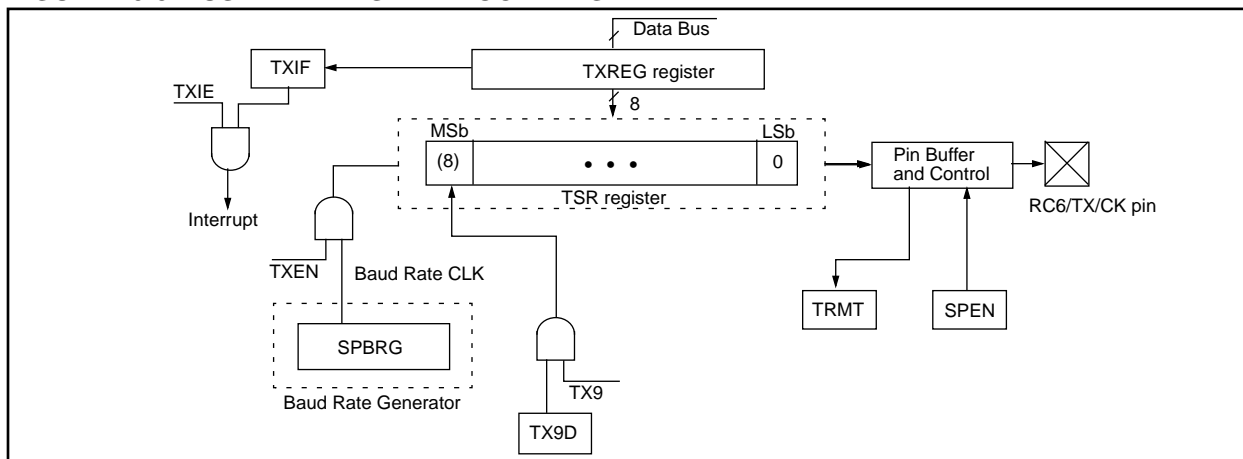 Data Bus
TXIF
TXREG register
TXIE
8
MSb
LSb
(8)
• • •
0
Pin Buffer
and Control
TSR register
Interrupt
RC6/TX/CK pin
TXEN
Baud Rate CLK
TRMT
SPEN
SPBRG
TX9
Baud Rate Generator
TX9D